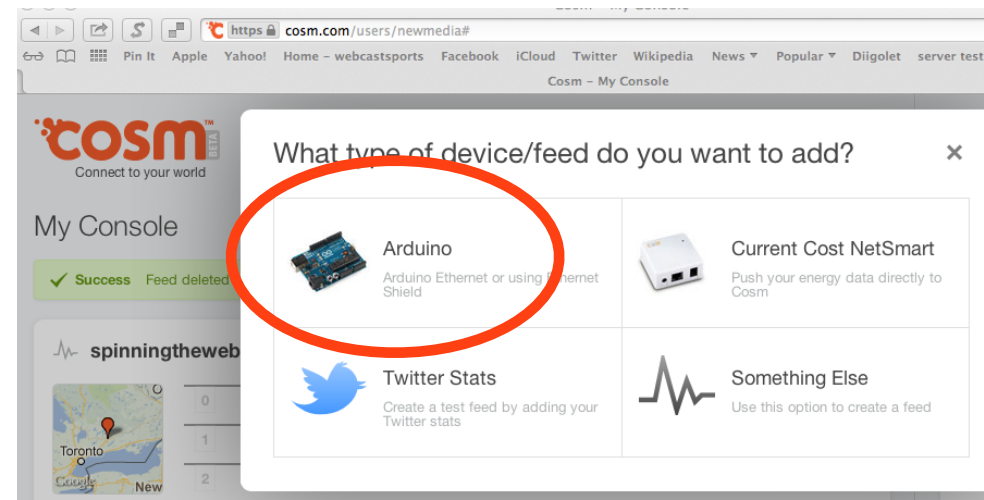 https cosm.com/users/newmedia#
Pin It Apple Yahoo! Home – webcastsports Facebook iCloud Twitter Wikipedia News Popular Diigolet server test
Cosm – My Console
cosm™ BETA
Connect to your world
What type of device/feed do you want to add? ×
My Console
Success Feed deleted
Arduino
Arduino Ethernet or using Ethernet
Shield
Current Cost NetSmart
Push your energy data directly to
Cosm
spinningtheweb
Twitter Stats
Create a test feed by adding your
Twitter stats
Something Else
Use this option to create a feed
0
1
2
Toronto
Google
New